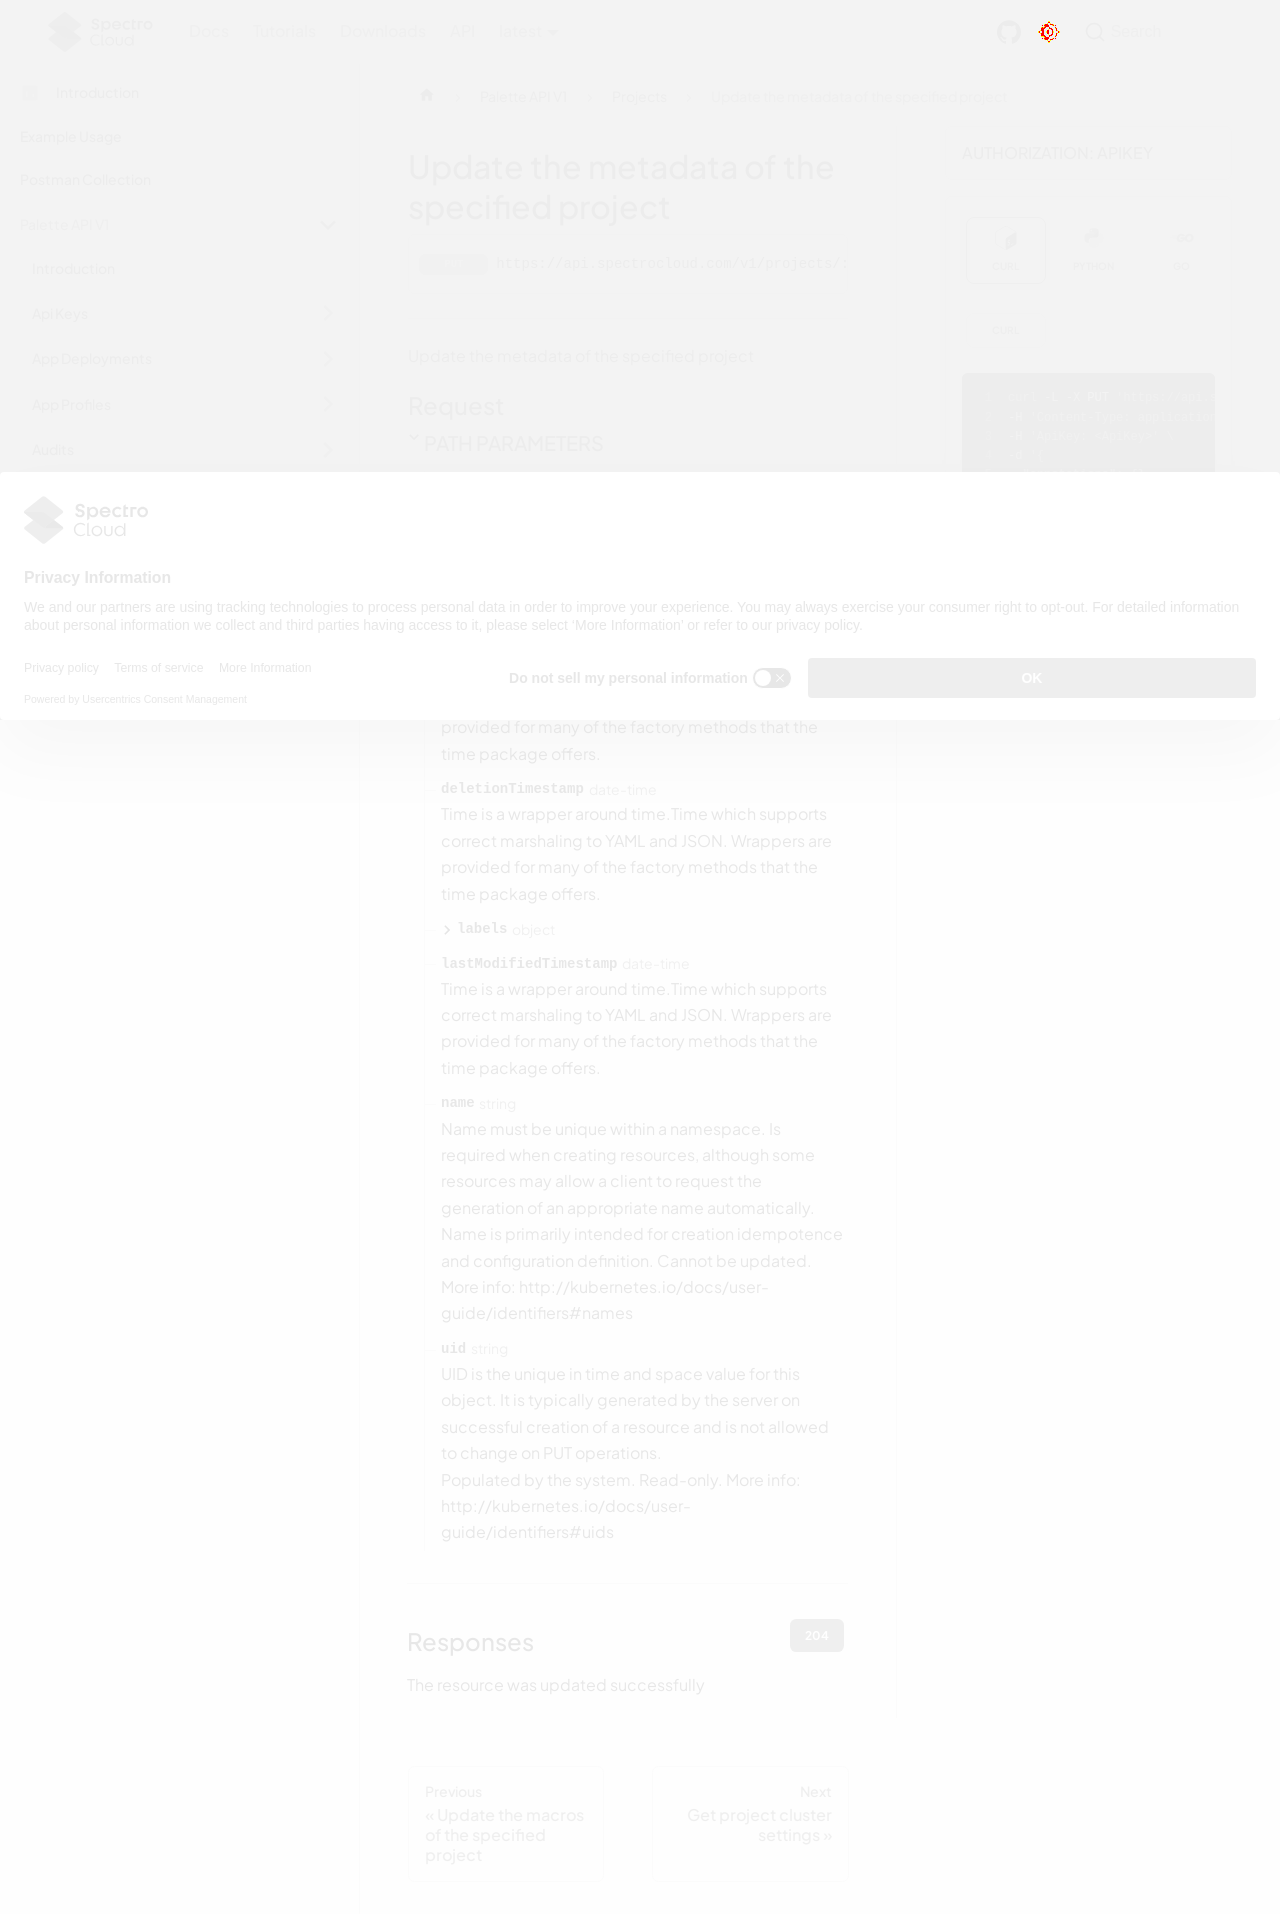 Spectro Cloud
Docs Tutorials Downloads API latest
Search
Introduction
Example Usage
Postman Collection
Palette API V1
Introduction
Api Keys
App Deployments
App Profiles
Audits
Palette API V1
Projects
Update the metadata of the specified project
Update the metadata of the
specified project
https://api.spectrocloud.com/v1/projects/
Update the metadata of the specified project
Request
PATH PARAMETERS
AUTHORIZATION: APIKEY
CURL
PYTHON
GO
CURL
PUT
Spectro
Cloud
Privacy Information
We and our partners are using tracking technologies to process personal data in order to improve your experience. You may always exercise your consumer right to opt-out. For detailed information
about personal information we collect and third parties having access to it, please select 'More Information' or refer to our privacy policy.
Privacy policy Terms of service More Information
Powered by Usercentrics Consent Management
Do not sell my personal information
OK
provided for many of the factory methods that the
time package offers.
deletionTimestamp date-time
Time is a wrapper around time.Time which supports
correct marshaling to YAML and JSON. Wrappers are
provided for many of the factory methods that the
time package offers.
labels object
lastModifiedTimestamp date-time
Time is a wrapper around time.Time which supports
correct marshaling to YAML and JSON. Wrappers are
provided for many of the factory methods that the
time package offers.
name string
Name must be unique within a namespace. Is
required when creating resources, although some
resources may allow a client to request the
generation of an appropriate name automatically.
Name is primarily intended for creation idempotence
and configuration definition. Cannot be updated.
More info: http://kubernetes.io/docs/user-
guide/identifiers#names
uid string
UID is the unique in time and space value for this
object. It is typically generated by the server on
successful creation of a resource and is not allowed
to change on PUT operations.
Populated by the system. Read-only. More info:
http://kubernetes.io/docs/user-
guide/identifiers#uids
Responses
204
The resource was updated successfully
Previous
« Update the macros
of the specified
project
Next
Get project cluster
settings »